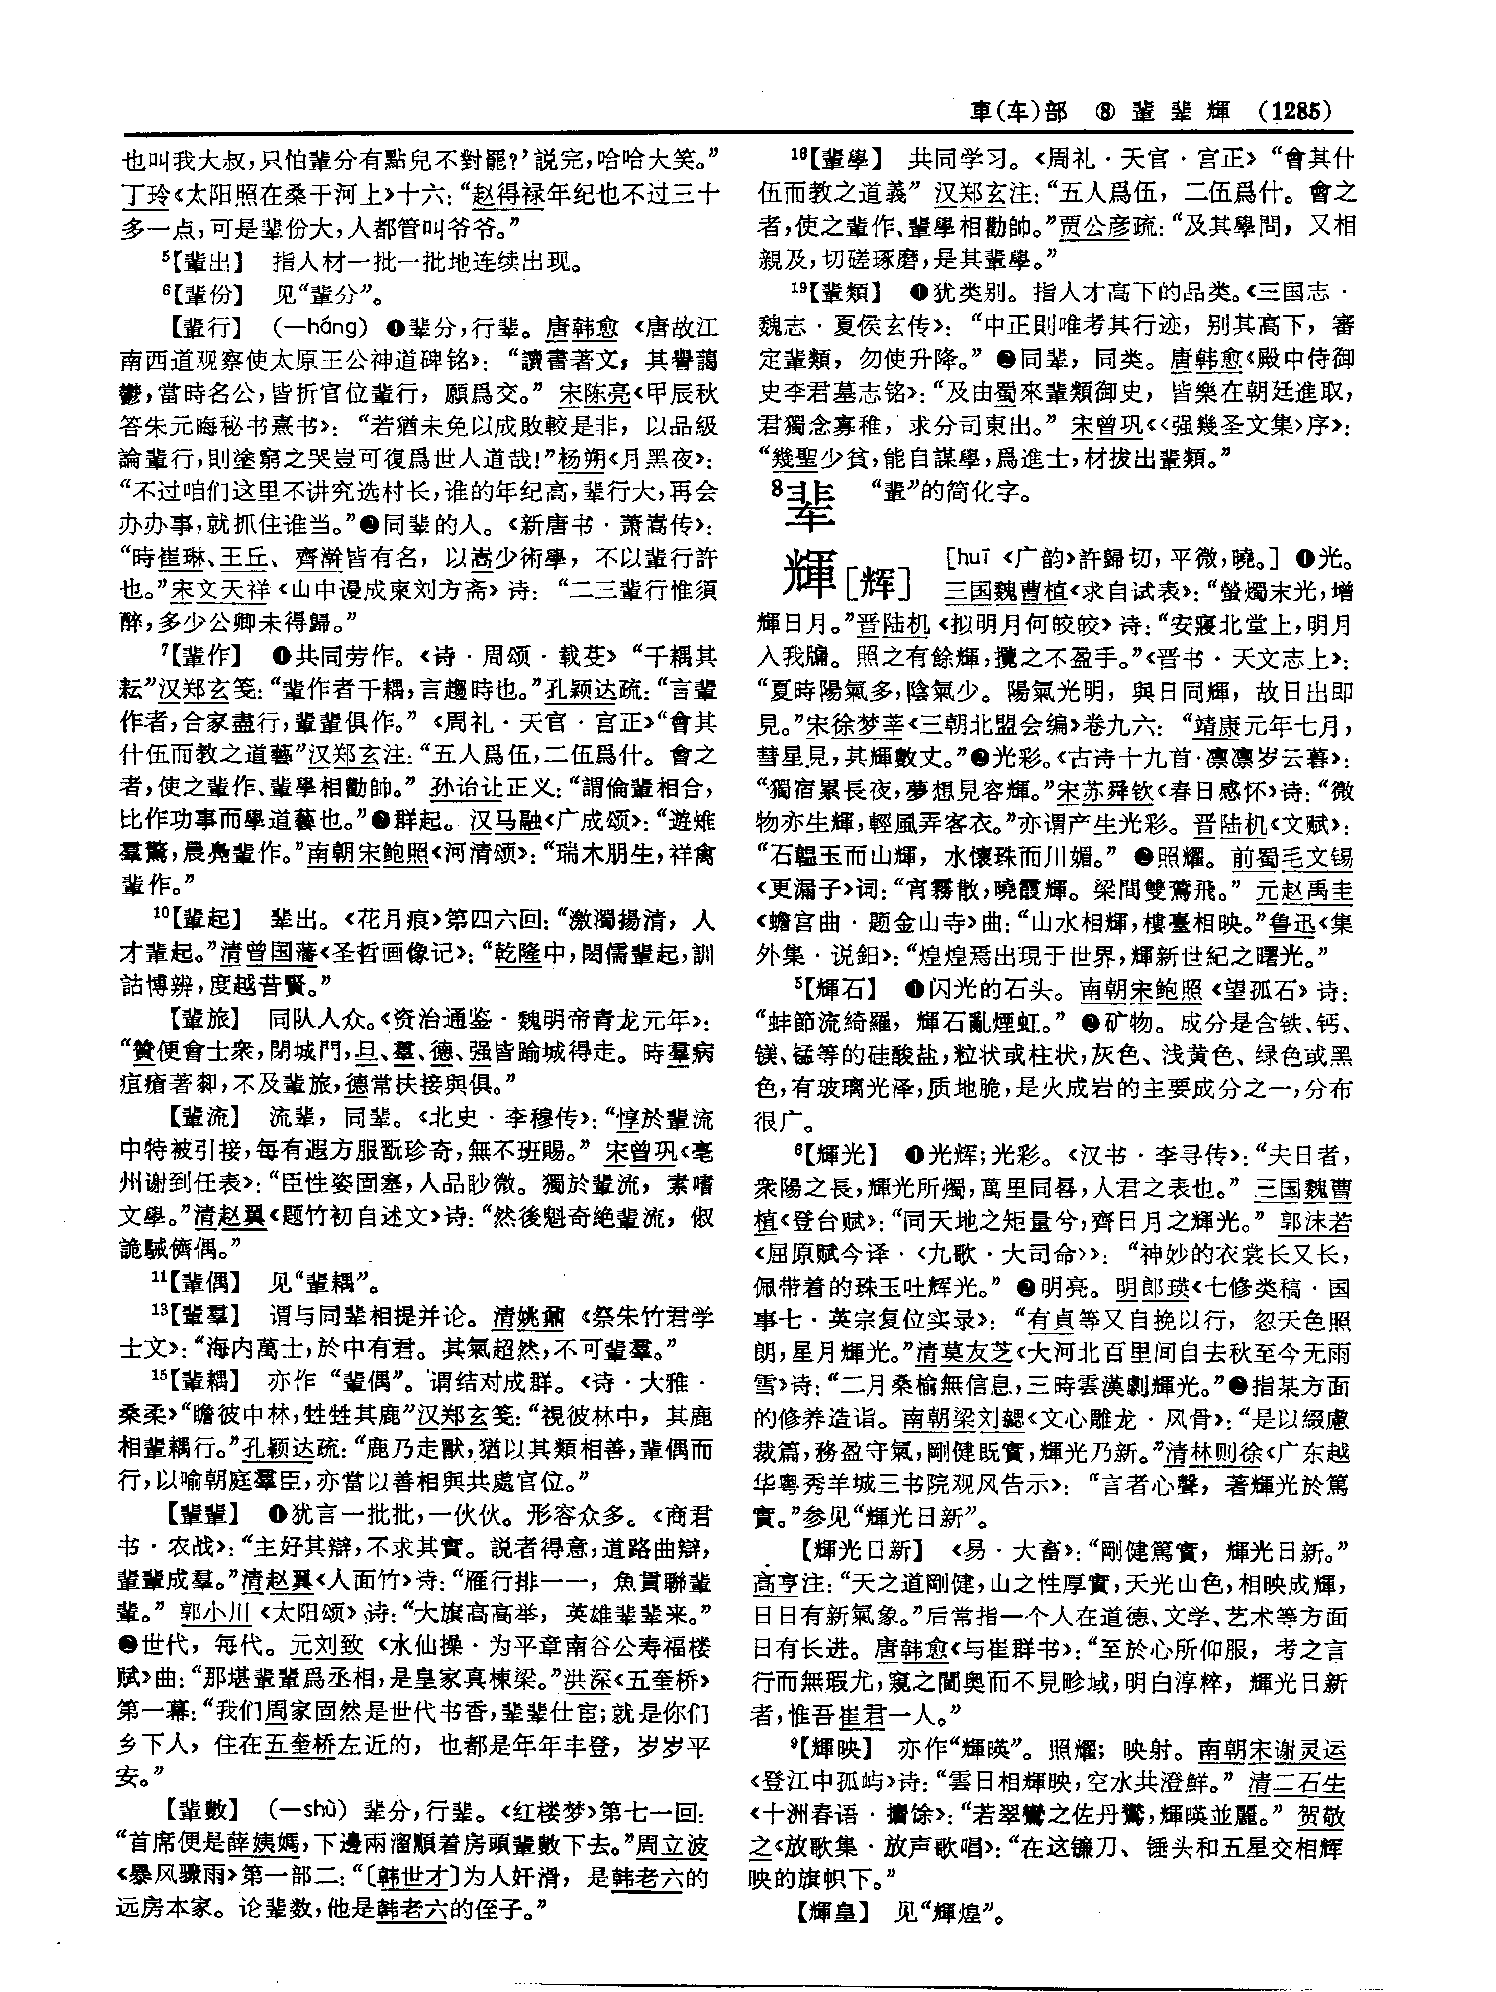 車(车)部 ⑧ 輩 辈 輝 (1285)
也叫我大叔,只怕輩分有點兒不對罷?’説完,哈哈大笑。”
丁玲《太阳照在桑干河上》十六:“赵得禄年纪也不过三十
多一点,可是辈份大,人都管叫爷爷。”
⁵【輩出】 指人材一批一批地连续出现。
⁶【輩份】 见“輩分”。
【輩行】 (—háng) ❶辈分,行辈。唐韩愈《唐故江
南西道观察使太原王公神道碑铭》:“讀書著文,其譽藹
鬱,當時名公,皆折官位輩行,願爲交。” 宋陈亮《甲辰秋
答朱元晦秘书熹书》:“若猶未免以成敗較是非,以品級
論輩行,則塗窮之哭豈可復爲世人道哉!”杨朔《月黑夜》:
“不过咱们这里不讲究选村长,谁的年纪高,辈行大,再会
办办事,就抓住谁当。”❷同辈的人。《新唐书·萧嵩传》:
“時崔琳、王丘、齊澣皆有名,以嵩少術學,不以輩行許
也。”宋文天祥《山中谩成柬刘方斋》诗:“二三輩行惟須
醉,多少公卿未得歸。”
⁷【輩作】 ❶共同劳作。《诗·周颂·载芟》“千耦其
耘”汉郑玄笺:“輩作者千耦,言趨時也。”孔颖达疏:“言輩
作者,合家盡行,輩輩俱作。” 《周礼·天官·宫正》“會其
什伍而教之道藝”汉郑玄注:“五人爲伍,二伍爲什。會之
者,使之輩作、輩學相勸帥。” 孙诒让正义:“謂倫輩相合,
比作功事而學道藝也。”❷群起。汉马融《广成颂》:“遊雉
羣驚,晨鳧輩作。”南朝宋鲍照《河清颂》:“瑞木朋生,祥禽
輩作。”
¹⁰【輩起】 辈出。《花月痕》第四六回:“激濁揚清,人
才輩起。”清曾国藩《圣哲画像记》:“乾隆中,閎儒輩起,訓
詁博辨,度越昔賢。”
【輩旅】 同队人众。《资治通鉴·魏明帝青龙元年》:
“贊便會士衆,閉城門,旦、羣、德、强皆踰城得走。時羣病
疽瘡著䣛,不及輩旅,德常扶接與俱。”
【輩流】 流辈,同辈。《北史·李穆传》:“惇於輩流
中特被引接,每有遐方服翫珍奇,無不班賜。” 宋曾巩《亳
州谢到任表》:“臣性姿固塞,人品眇微。獨於輩流,素嗜
文學。”清赵翼《题竹初自述文》诗:“然後魁奇絶輩流,俶
詭駴儕偶。”
¹¹【輩偶】 见“輩耦”。
¹³【輩羣】 谓与同辈相提并论。清姚鼐《祭朱竹君学
士文》:“海内萬士,於中有君。其氣超然,不可輩羣。”
¹⁵【輩耦】 亦作“輩偶”。谓结对成群。《诗·大雅·
桑柔》“瞻彼中林,甡甡其鹿”汉郑玄笺:“視彼林中,其鹿
相輩耦行。”孔颖达疏:“鹿乃走獸,猶以其類相善,輩偶而
行,以喻朝庭羣臣,亦當以善相與共處官位。”
【輩輩】 ❶犹言一批批,一伙伙。形容众多。《商君
书·农战》:“主好其辯,不求其實。説者得意,道路曲辯,
輩輩成羣。”清赵翼《人面竹》诗:“雁行排一一,魚貫聯輩
輩。” 郭小川《太阳颂》诗:“大旗高高举,英雄辈辈来。”
❷世代,每代。元刘致《水仙操·为平章南谷公寿福楼
赋》曲:“那堪輩輩爲丞相,是皇家真棟梁。”洪深《五奎桥》
第一幕:“我们周家固然是世代书香,辈辈仕宦;就是你们
乡下人,住在五奎桥左近的,也都是年年丰登,岁岁平
安。”
【輩數】 (—shù) 辈分,行辈。《红楼梦》第七一回:
“首席便是薛姨媽,下邊兩溜順着房頭輩數下去。”周立波
《暴风骤雨》第一部二:“〔韩世才〕为人奸滑,是韩老六的
远房本家。论辈数,他是韩老六的侄子。”
¹⁶【輩學】 共同学习。《周礼·天官·宫正》“會其什
伍而教之道義” 汉郑玄注:“五人爲伍,二伍爲什。會之
者,使之輩作、輩學相勸帥。”贾公彦疏:“及其學問,又相
親及,切磋琢磨,是其輩學。”
¹⁹【輩類】 ❶犹类别。指人才高下的品类。《三国志·
魏志·夏侯玄传》:“中正則唯考其行迹,别其高下,審
定輩類,勿使升降。” ❷同辈,同类。唐韩愈《殿中侍御
史李君墓志铭》:“及由蜀來輩類御史,皆樂在朝廷進取,
君獨念寡稚,求分司東出。” 宋曾巩《〈强幾圣文集〉序》:
“幾聖少貧,能自謀學,爲進士,材拔出輩類。”
⁸辈 “輩”的简化字。
輝[辉] [huī 《广韵》許歸切,平微,曉。] ❶光。
三国魏曹植《求自试表》:“螢燭末光,增
輝日月。”晋陆机《拟明月何皎皎》诗:“安寢北堂上,明月
入我牖。照之有餘輝,攬之不盈手。”《晋书·天文志上》:
“夏時陽氣多,陰氣少。陽氣光明,與日同輝,故日出即
見。”宋徐梦莘《三朝北盟会编》卷九六:“靖康元年七月,
彗星見,其輝數丈。”❷光彩。《古诗十九首·凛凛岁云暮》:
“獨宿累長夜,夢想見容輝。”宋苏舜钦《春日感怀》诗:“微
物亦生輝,輕風弄客衣。”亦谓产生光彩。晋陆机《文赋》:
“石韞玉而山輝,水懷珠而川媚。” ❸照耀。前蜀毛文锡
《更漏子》词:“宵霧散,曉霞輝。梁間雙鷰飛。” 元赵禹圭
《蟾宫曲·题金山寺》曲:“山水相輝,樓臺相映。”鲁迅《集
外集·说鈤》:“煌煌焉出現于世界,輝新世紀之曙光。”
⁵【輝石】 ❶闪光的石头。南朝宋鲍照《望孤石》诗:
“蚌節流綺羅,輝石亂煙虹。” ❷矿物。成分是含铁、钙、
镁、锰等的硅酸盐,粒状或柱状,灰色、浅黄色、绿色或黑
色,有玻璃光泽,质地脆,是火成岩的主要成分之一,分布
很广。
⁶【輝光】 ❶光辉;光彩。《汉书·李寻传》:“夫日者,
衆陽之長,輝光所燭,萬里同晷,人君之表也。” 三国魏曹
植《登台赋》:“同天地之矩量兮,齊日月之輝光。” 郭沫若
《屈原赋今译·〈九歌·大司命〉》:“神妙的衣裳长又长,
佩带着的珠玉吐辉光。” ❷明亮。明郎瑛《七修类稿·国
事七·英宗复位实录》:“有貞等又自挽以行,忽天色照
朗,星月輝光。”清莫友芝《大河北百里间自去秋至今无雨
雪》诗:“二月桑榆無信息,三時雲漢劇輝光。”❸指某方面
的修养造诣。南朝梁刘勰《文心雕龙·风骨》:“是以綴慮
裁篇,務盈守氣,剛健既實,輝光乃新。”清林则徐《广东越
华粤秀羊城三书院观风告示》:“言者心聲,著輝光於篤
實。”参见“輝光日新”。
【輝光日新】 《易·大畜》:“剛健篤實,輝光日新。”
高亨注:“天之道剛健,山之性厚實,天光山色,相映成輝,
日日有新氣象。”后常指一个人在道德、文学、艺术等方面
日有长进。唐韩愈《与崔群书》:“至於心所仰服,考之言
行而無瑕尤,窺之閫奥而不見畛域,明白淳粹,輝光日新
者,惟吾崔君一人。”
⁹【輝映】 亦作“輝暎”。照耀;映射。南朝宋谢灵运
《登江中孤屿》诗:“雲日相輝映,空水共澄鮮。” 清二石生
《十洲春语·攟馀》:“若翠鸞之佐丹鷟,輝暎並麗。” 贺敬
之《放歌集·放声歌唱》:“在这镰刀、锤头和五星交相辉
映的旗帜下。”
【輝皇】 见“輝煌”。